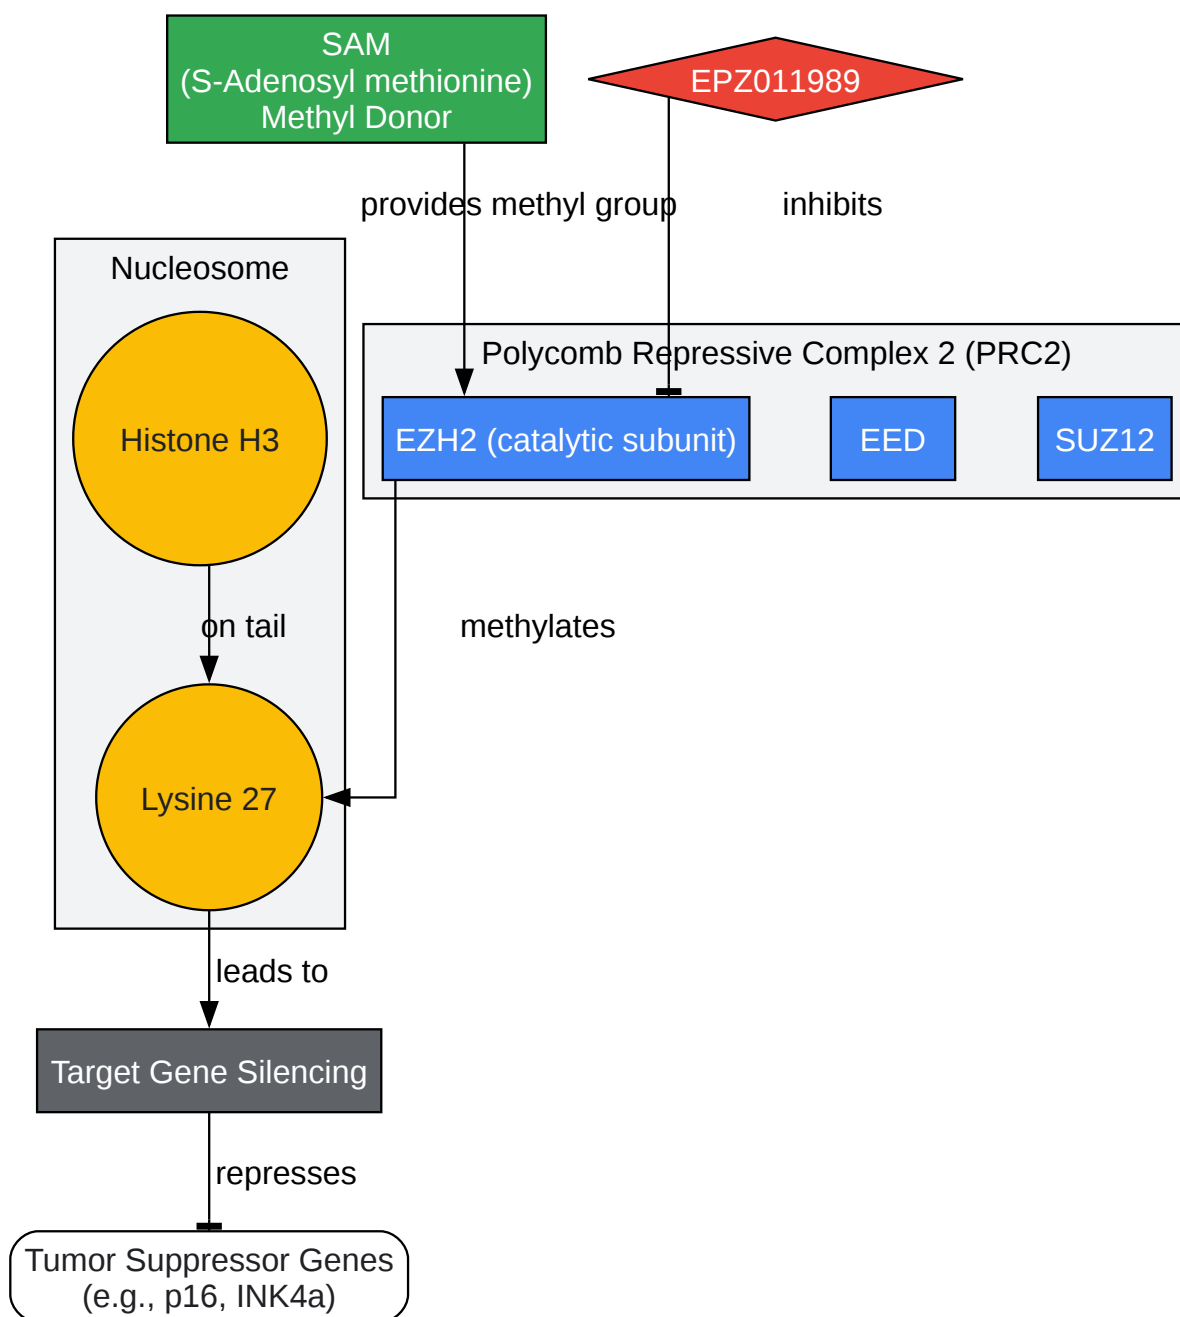 SAM
(S-Adenosyl methionine)
Methyl Donor
EPZ011989
provides methyl group
inhibits
Nucleosome
Polycomb Repressive Complex 2 (PRC2)
Histone H3
EZH2 (catalytic subunit)
EED
SUZ12
on tail
methylates
Lysine 27
leads to
Target Gene Silencing
represses
Tumor Suppressor Genes
(e.g., p16, INK4a)